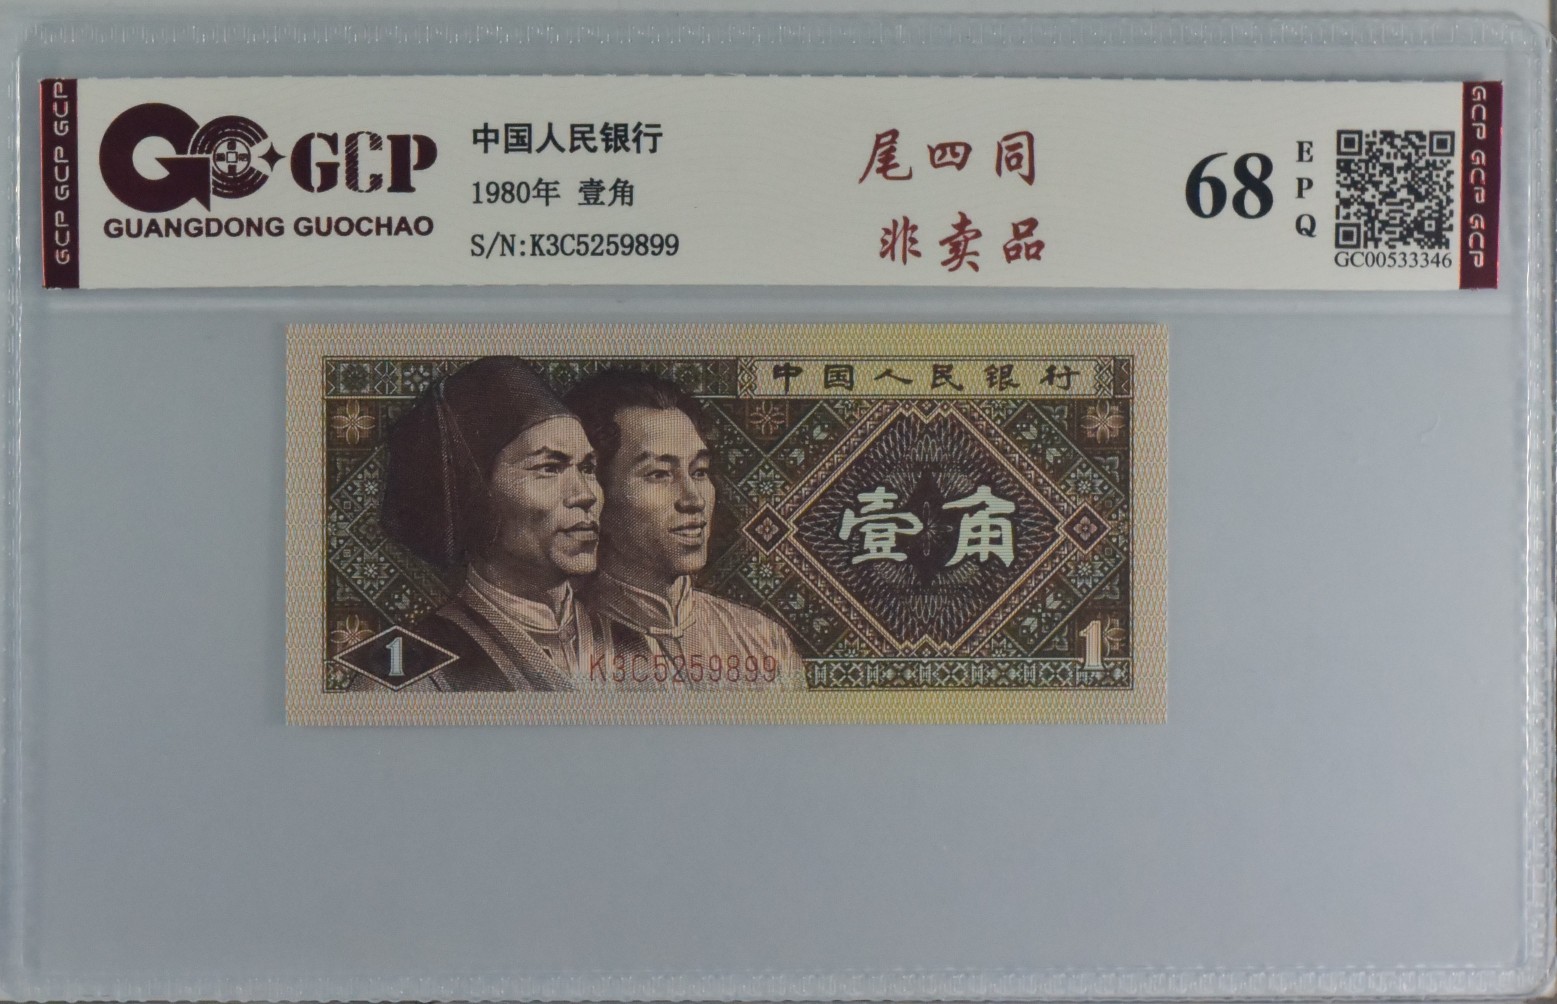 GCP GCP GCP
GCP
GUANGDONG GUOCHAO
中国人民银行
1980年 壹角
S/N:K3C5259899
尾四同
非卖品
68
EPQ
GC00533346
GCP GCP GCP
中国人民银行
壹角
1
K3C5259899
1